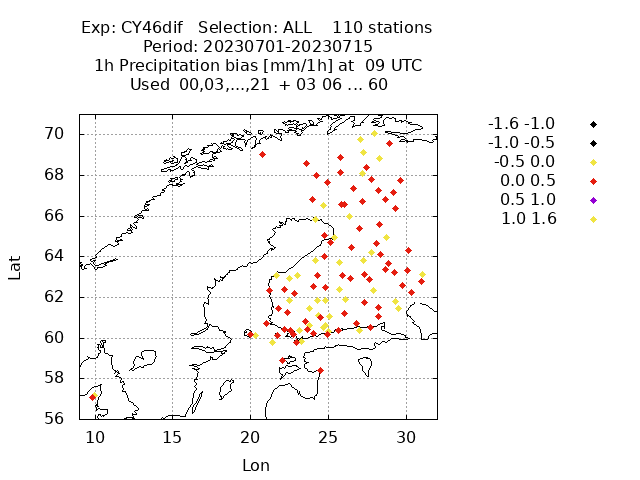 Exp: CY46dif   Selection: ALL    110 stations
Period: 20230701-20230715
1h Precipitation bias [mm/1h] at  09 UTC
Used  00,03,...,21  + 03 06 ... 60
-1.6 -1.0
-1.0 -0.5
-0.5 0.0
0.0 0.5
0.5 1.0
1.0 1.6
Lat
70
68
66
64
62
60
58
56
10 15 20 25 30
Lon